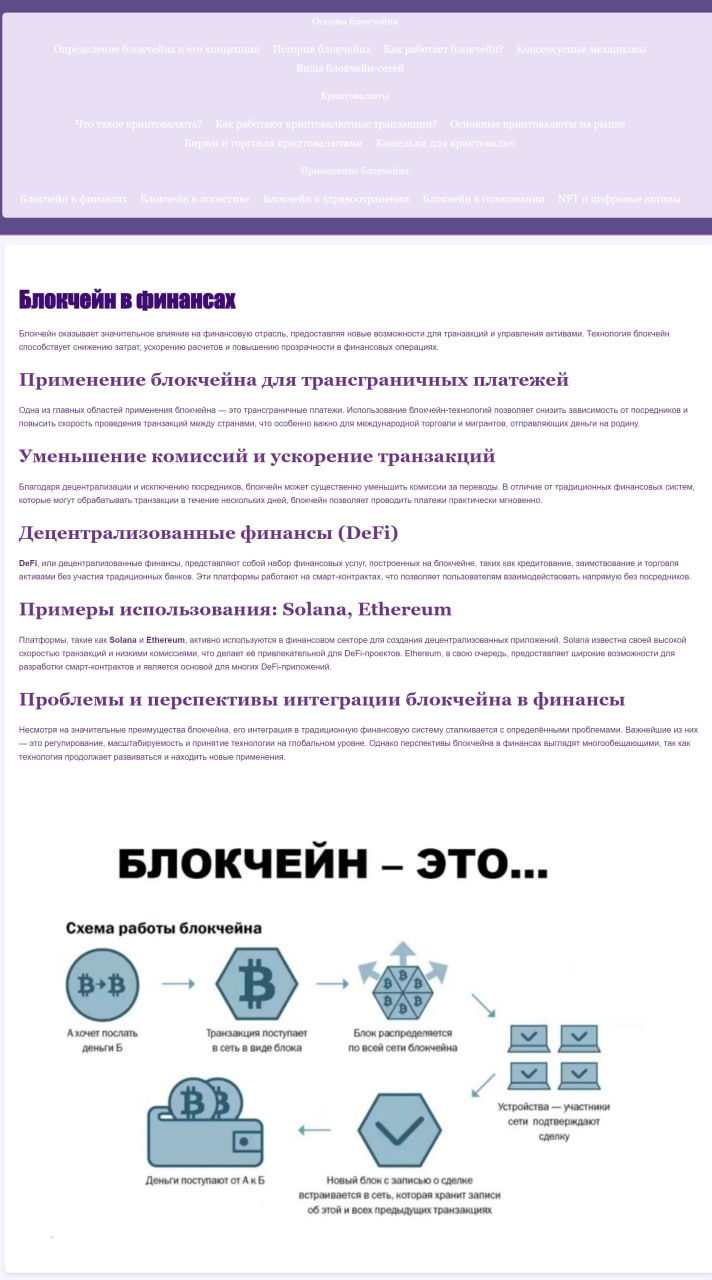 Основы блокчейна
Определение блокчейна и его концепция История блокчейна Как работает блокчейн? Консенсусные механизмы
Виды блокчейн-сетей
Криптовалюты
Что такое криптовалюта? Как работают криптовалютные транзакции? Основные криптовалюты на рынке
Биржи и торговля криптовалютами Кошельки для криптовалют
Применение блокчейна
Блокчейн в финансах Блокчейн в логистике Блокчейн в здравоохранении Блокчейн в голосовании NFT и цифровые активы
Блокчейн в финансах
Блокчейн оказывает значительное влияние на финансовую отрасль, предоставляя новые возможности для транзакций и управления активами. Технология блокчейн
способствует снижению затрат, ускорению расчетов и повышению прозрачности в финансовых операциях.
Применение блокчейна для трансграничных платежей
Одна из главных областей применения блокчейна — это трансграничные платежи. Использование блокчейн-технологий позволяет снизить зависимость от посредников и
повысить скорость проведения транзакций между странами, что особенно важно для международной торговли и мигрантов, отправляющих деньги на родину.
Уменьшение комиссий и ускорение транзакций
Благодаря децентрализации и исключению посредников, блокчейн может существенно уменьшить комиссии за переводы. В отличие от традиционных финансовых систем,
которые могут обрабатывать транзакции в течение нескольких дней, блокчейн позволяет проводить платежи практически мгновенно.
Децентрализованные финансы (DeFi)
DeFi, или децентрализованные финансы, представляют собой набор финансовых услуг, построенных на блокчейне, таких как кредитование, заимствование и торговля
активами без участия традиционных банков. Эти платформы работают на смарт-контрактах, что позволяет пользователям взаимодействовать напрямую без посредников.
Примеры использования: Solana, Ethereum
Платформы, такие как Solana и Ethereum, активно используются в финансовом секторе для создания децентрализованных приложений. Solana известна своей высокой
скоростью транзакций и низкими комиссиями, что делает её привлекательной для DeFi-проектов. Ethereum, в свою очередь, предоставляет широкие возможности для
разработки смарт-контрактов и является основой для многих DeFi-приложений.
Проблемы и перспективы интеграции блокчейна в финансы
Несмотря на значительные преимущества блокчейна, его интеграция в традиционную финансовую систему сталкивается с определёнными проблемами. Важнейшие из них
— это регулирование, масштабируемость и принятие технологии на глобальном уровне. Однако перспективы блокчейна в финансах выглядят многообещающими, так как
технология продолжает развиваться и находить новые применения.
БЛОКЧЕЙН – ЭТО...
Схема работы блокчейна
А хочет послать
деньги Б
Транзакция поступает
в сеть в виде блока
Блок распределяется
по всей сети блокчейна
Устройства — участники
сети подтверждают
сделку
Деньги поступают от А к Б
Новый блок с записью о сделке
встраивается в сеть, которая хранит записи
об этой и всех предыдущих транзакциях